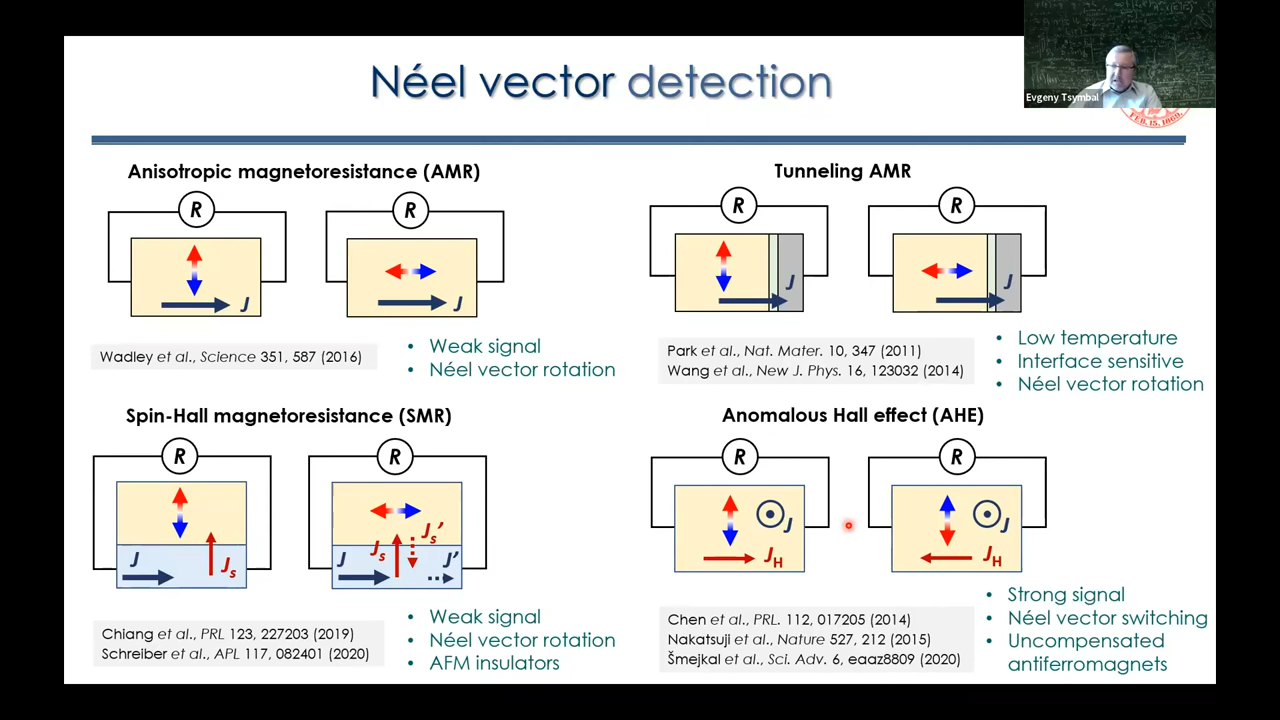 Néel vector detection
Evgeny Tsymbal
FEB. 15, 1869.
Anisotropic magnetoresistance (AMR)
R
R
J
J
Wadley et al., Science 351, 587 (2016)
• Weak signal
• Néel vector rotation
Tunneling AMR
R
R
J
J
Park et al., Nat. Mater. 10, 347 (2011)
Wang et al., New J. Phys. 16, 123032 (2014)
• Low temperature
• Interface sensitive
• Néel vector rotation
Spin-Hall magnetoresistance (SMR)
R
R
J
Js
J
Js
Js′
J′
Chiang et al., PRL 123, 227203 (2019)
Schreiber et al., APL 117, 082401 (2020)
• Weak signal
• Néel vector rotation
• AFM insulators
Anomalous Hall effect (AHE)
R
R
J
JH
J
JH
Chen et al., PRL. 112, 017205 (2014)
Nakatsuji et al., Nature 527, 212 (2015)
Šmejkal et al., Sci. Adv. 6, eaaz8809 (2020)
• Strong signal
• Néel vector switching
• Uncompensated
antiferromagnets